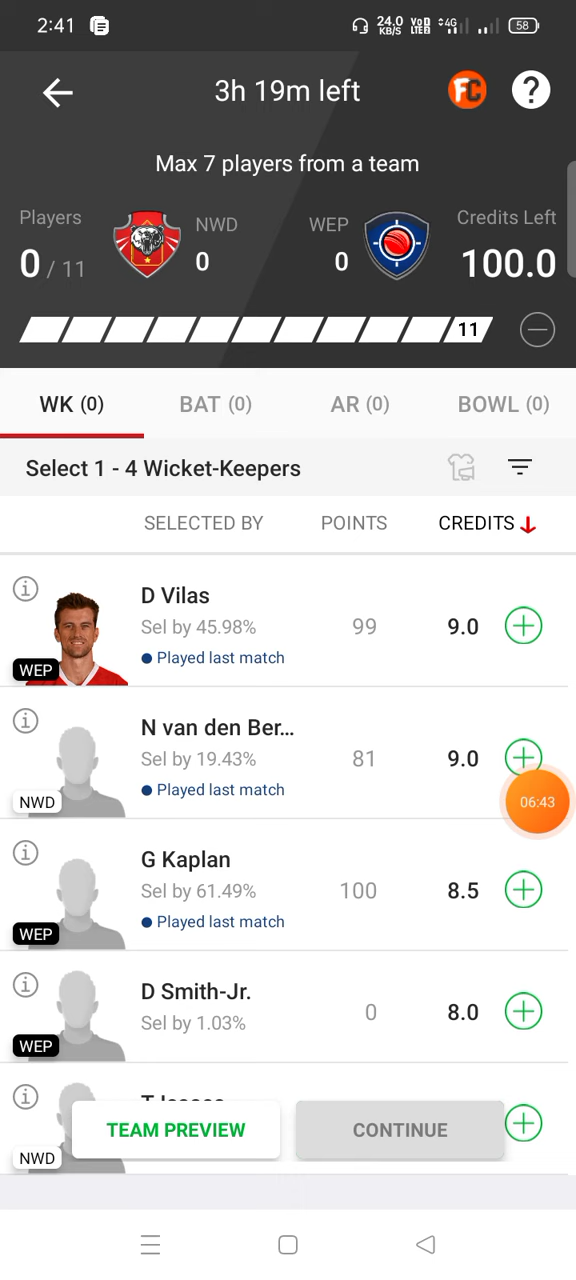 2:41 24.0 KB/S VoD LTE2 4G 58
3h 19m left FC ?
Max 7 players from a team
Players NWD WEP Credits Left
0 / 11 0 0 100.0
11
WK (0) BAT (0) AR (0) BOWL (0)
Select 1 - 4 Wicket-Keepers
SELECTED BY POINTS CREDITS
D Vilas
Sel by 45.98% 99 9.0
Played last match
WEP
N van den Ber...
Sel by 19.43% 81 9.0
Played last match
NWD
06:43
G Kaplan
Sel by 61.49% 100 8.5
Played last match
WEP
D Smith-Jr.
Sel by 1.03% 0 8.0
WEP
TEAM PREVIEW CONTINUE
NWD